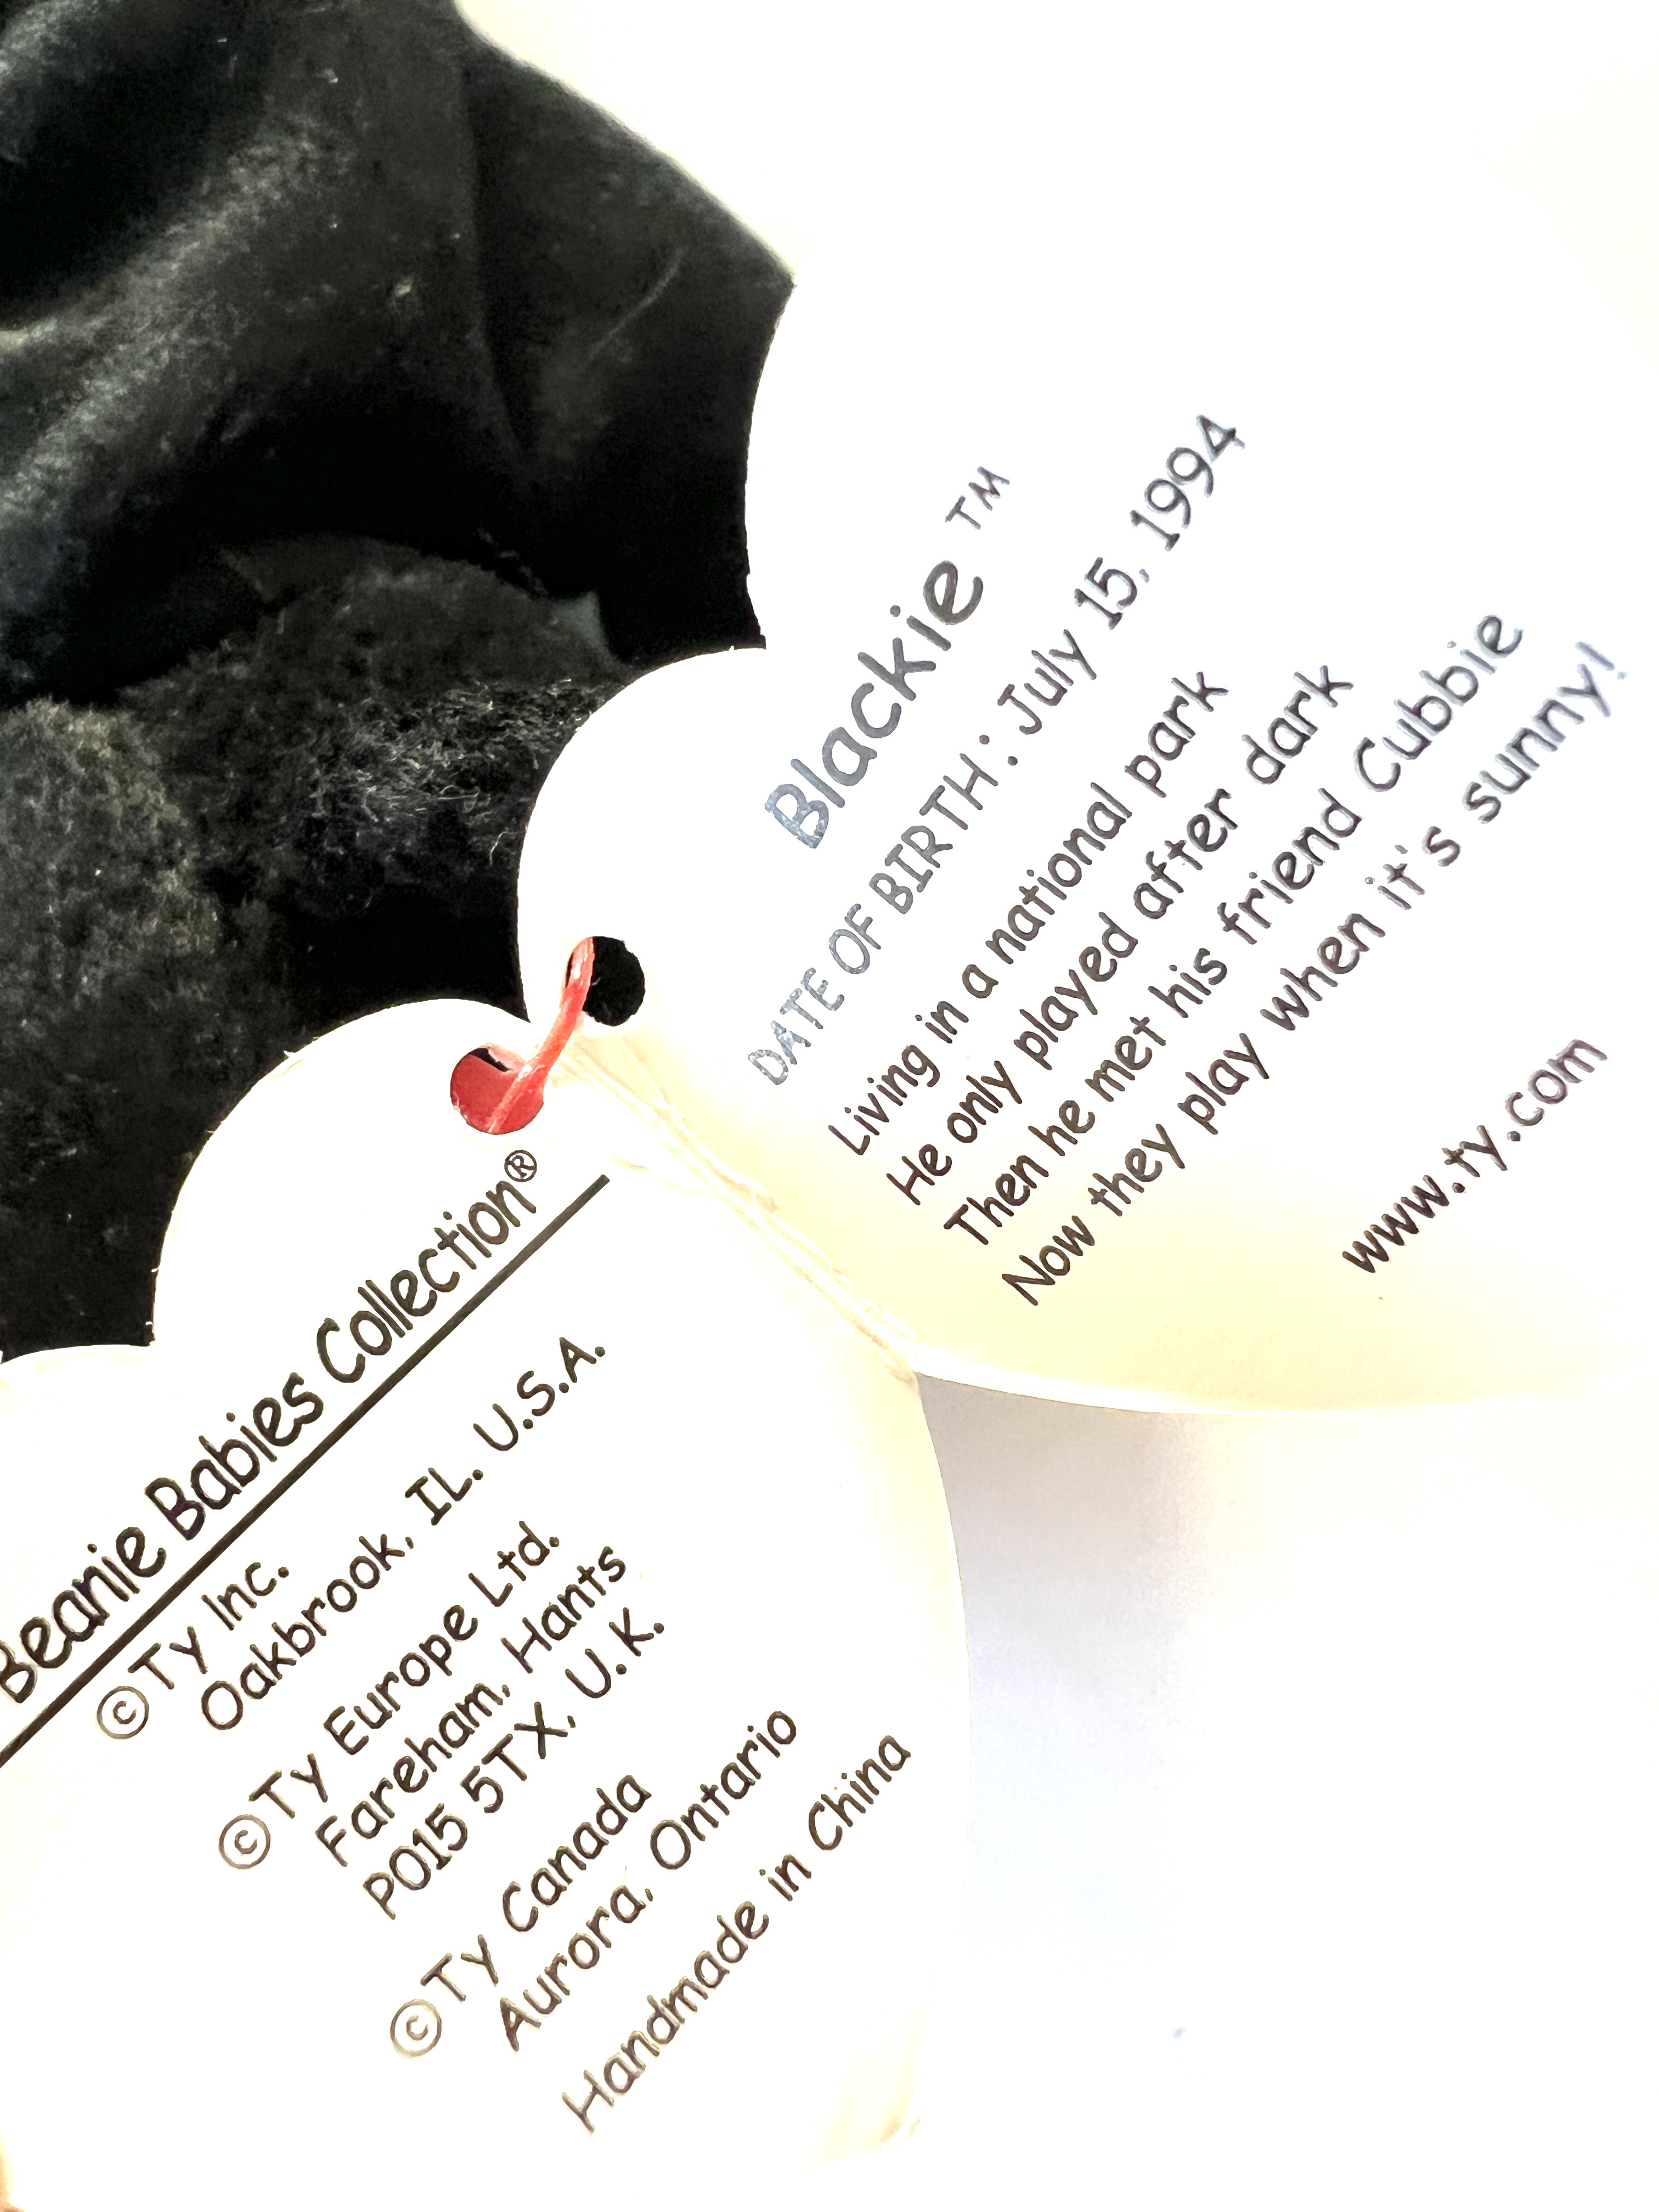 Beanie Babies Collection®
©Ty Inc.
Oakbrook, IL. U.S.A.
©Ty Europe Ltd.
Fareham, Hants
PO15 5TX, U.K.
©Ty Canada
Aurora, Ontario
Handmade in China
Blackie™
DATE OF BIRTH: July 15, 1994
Living in a national park
He only played after dark
Then he met his friend Cubbie
Now they play when it's sunny!
www.ty.com